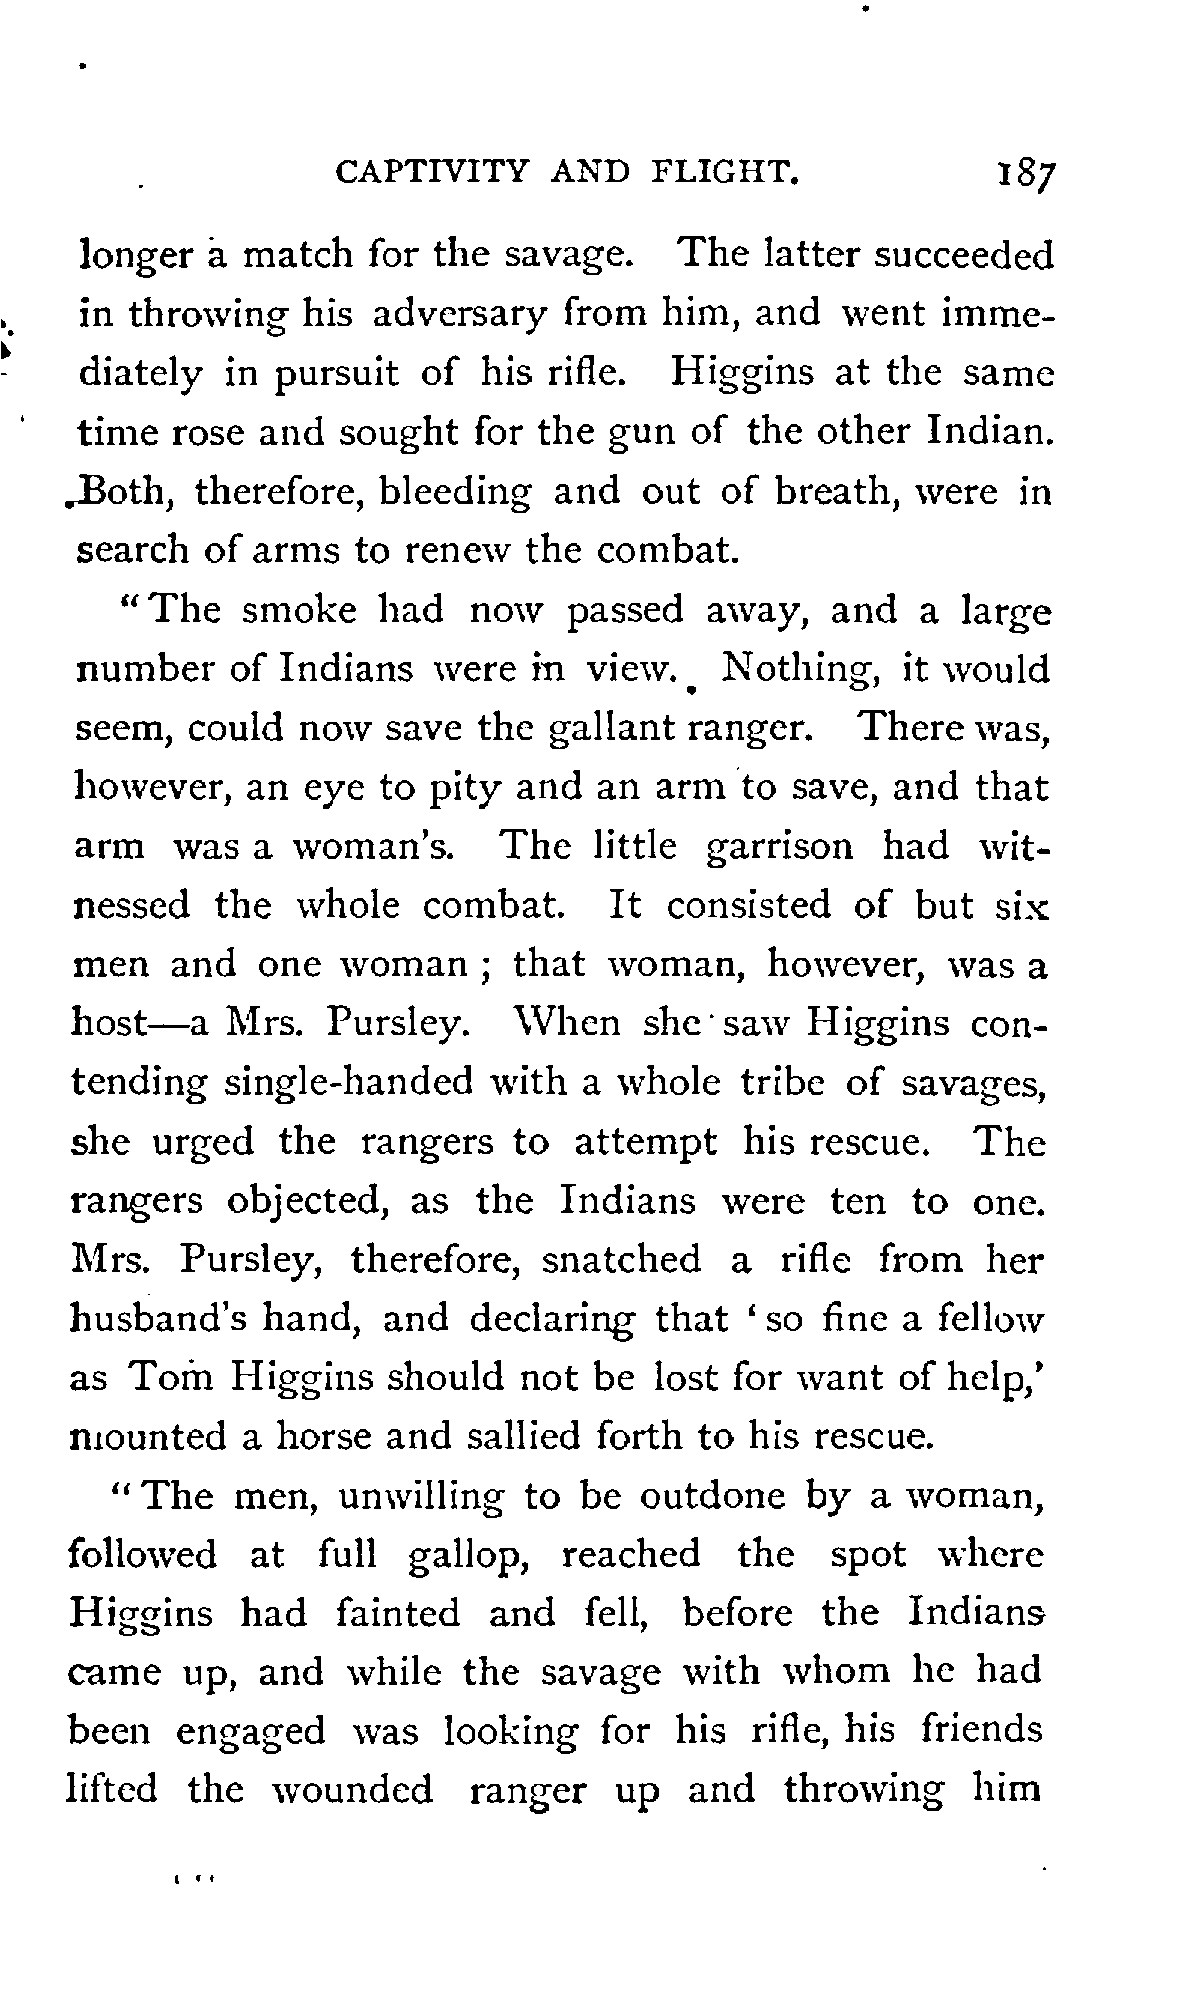 CAPTIVITY AND FLIGHT. 187
longer a match for the savage. The latter succeeded
in throwing his adversary from him, and went imme-
diately in pursuit of his rifle. Higgins at the same
time rose and sought for the gun of the other Indian.
Both, therefore, bleeding and out of breath, were in
search of arms to renew the combat.
"The smoke had now passed away, and a large
number of Indians were in view. Nothing, it would
seem, could now save the gallant ranger. There was,
however, an eye to pity and an arm to save, and that
arm was a woman's. The little garrison had wit-
nessed the whole combat. It consisted of but six
men and one woman; that woman, however, was a
host—a Mrs. Pursley. When she saw Higgins con-
tending single-handed with a whole tribe of savages,
she urged the rangers to attempt his rescue. The
rangers objected, as the Indians were ten to one.
Mrs. Pursley, therefore, snatched a rifle from her
husband's hand, and declaring that 'so fine a fellow
as Tom Higgins should not be lost for want of help,'
mounted a horse and sallied forth to his rescue.
"The men, unwilling to be outdone by a woman,
followed at full gallop, reached the spot where
Higgins had fainted and fell, before the Indians
came up, and while the savage with whom he had
been engaged was looking for his rifle, his friends
lifted the wounded ranger up and throwing him